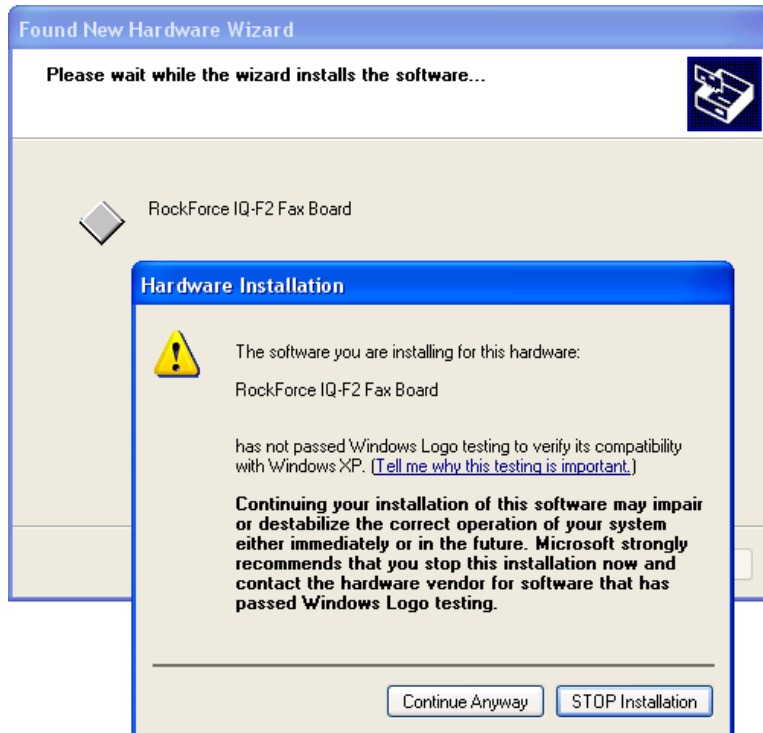 Found New Hardware Wizard
Please wait while the wizard installs the software...
RockForce IQ-F2 Fax Board
Hardware Installation
The software you are installing for this hardware:
RockForce IQ-F2 Fax Board
has not passed Windows Logo testing to verify its compatibility
with Windows XP. (Tell me why this testing is important.)
Continuing your installation of this software may impair
or destabilize the correct operation of your system
either immediately or in the future. Microsoft strongly
recommends that you stop this installation now and
contact the hardware vendor for software that has
passed Windows Logo testing.
Continue Anyway STOP Installation